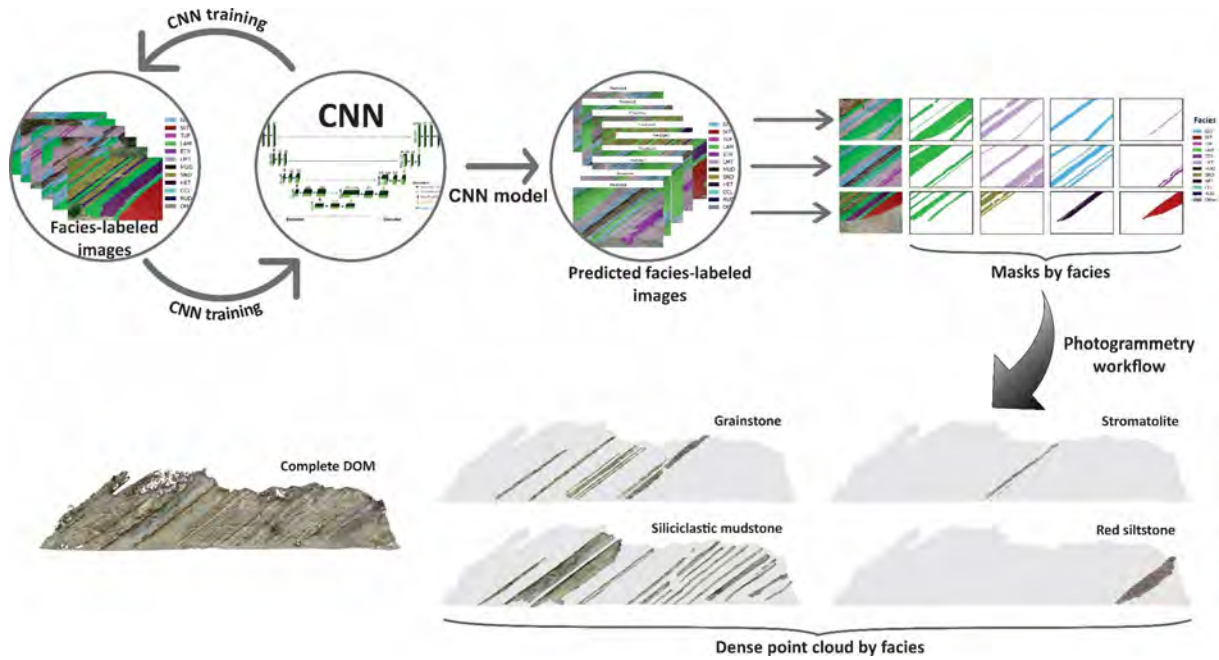 CNN training
CNN
CNN training
Facies-labeled
images
CNN model
Predicted facies-labeled
images
Facies
Masks by facies
Photogrammetry
workflow
Complete DOM
Grainstone
Stromatolite
Siliciclastic mudstone
Red siltstone
Dense point cloud by facies